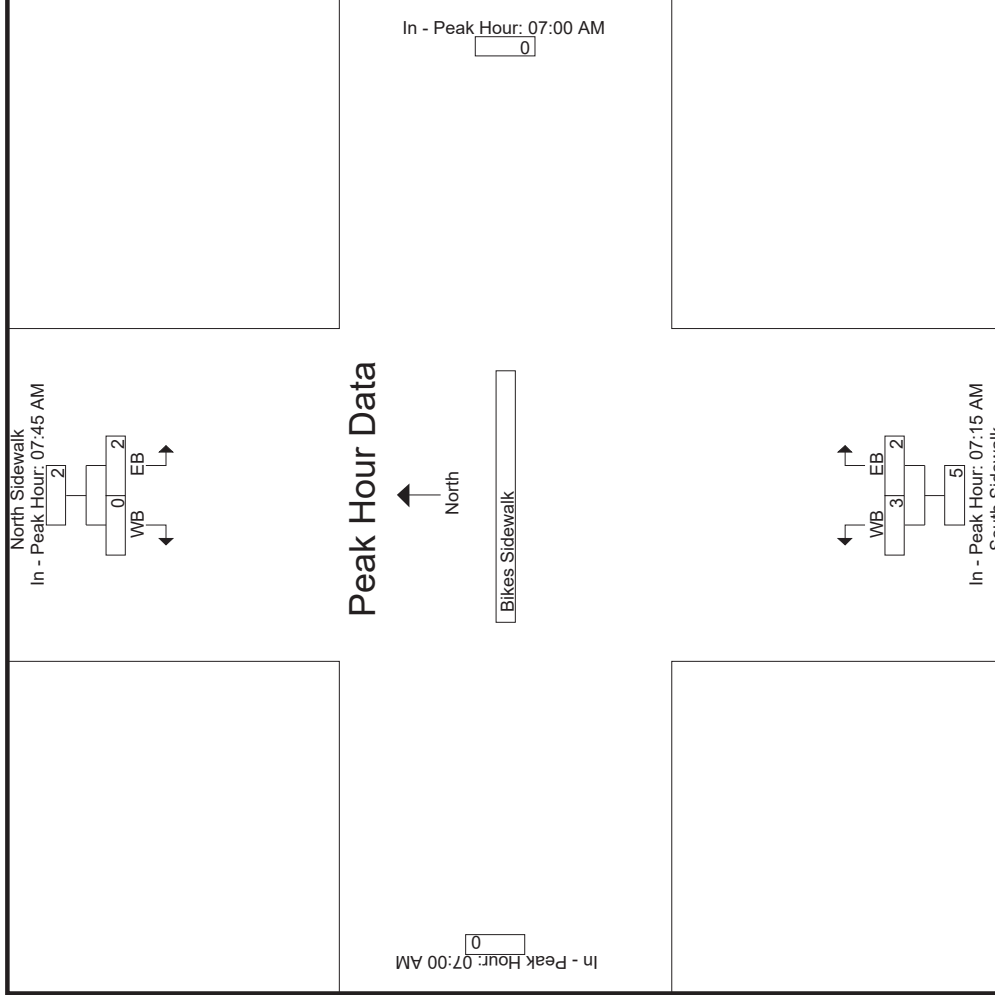 In - Peak Hour: 07:00 AM
0
North Sidewalk
In - Peak Hour: 07:45 AM
2
0 2
WB EB
Peak Hour Data
North
Bikes Sidewalk
WB EB
3 2
5
In - Peak Hour: 07:15 AM
South Sidewalk
0
In - Peak Hour: 07:00 AM